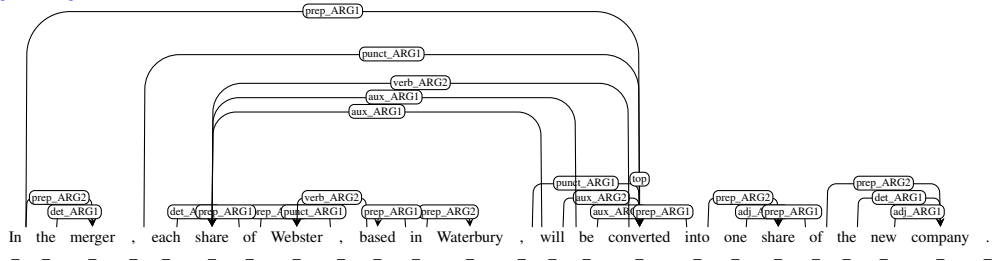 prep_ARG1
punct_ARG1
verb_ARG2
aux_ARG1
aux_ARG1
punct_ARG1 top prep_ARG2
prep_ARG2 verb_ARG2 aux_ARG2 prep_ARG2 det_ARG1
det_ARG1 prep_ARG1 punct_ARG1 prep_ARG1 prep_ARG2 prep_ARG1 prep_ARG1 adj_ARG1
In the merger , each share of Webster , based in Waterbury , will be converted into one share of the new company .